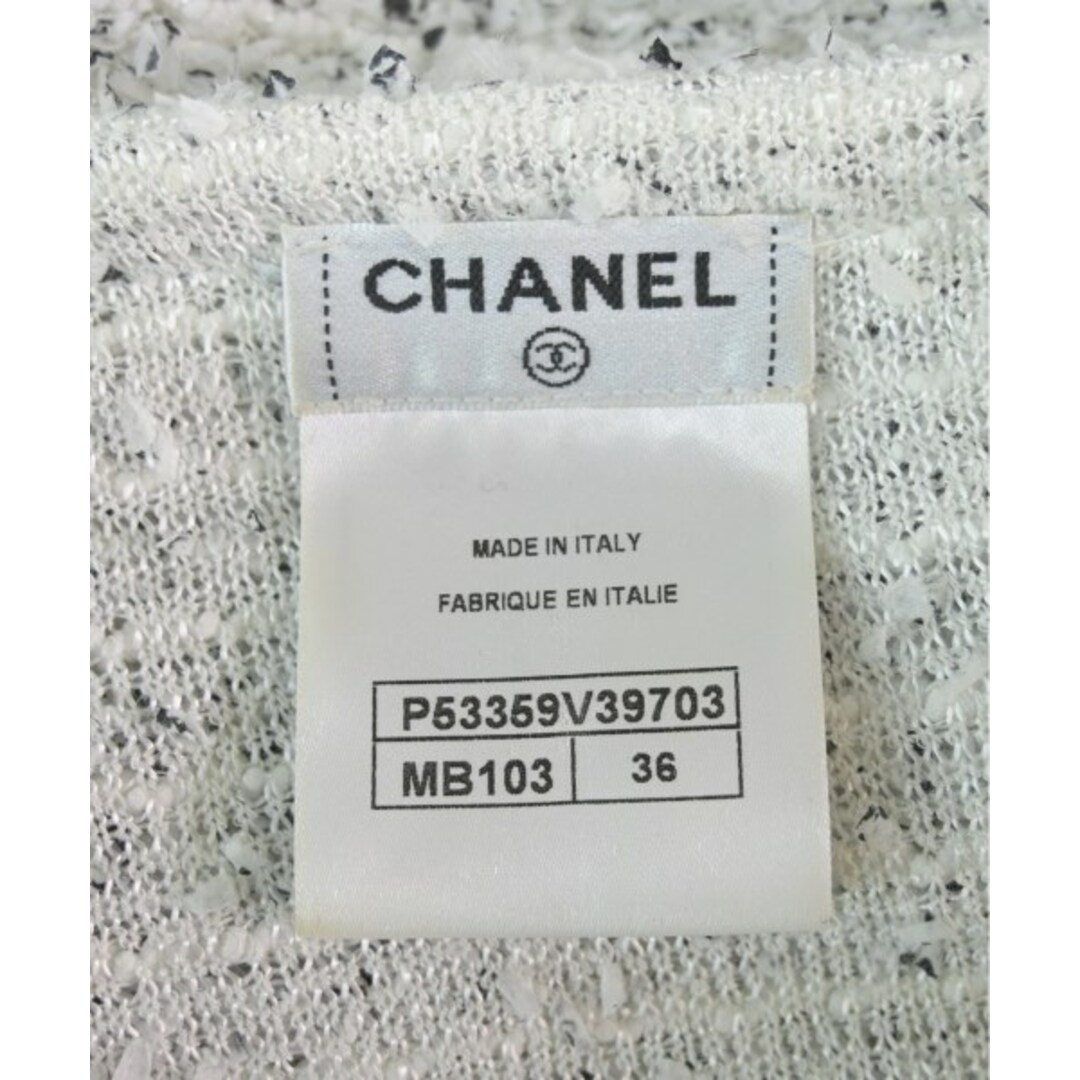 CHANEL
MADE IN ITALY
FABRIQUE EN ITALIE
P53359V39703
MB103 36